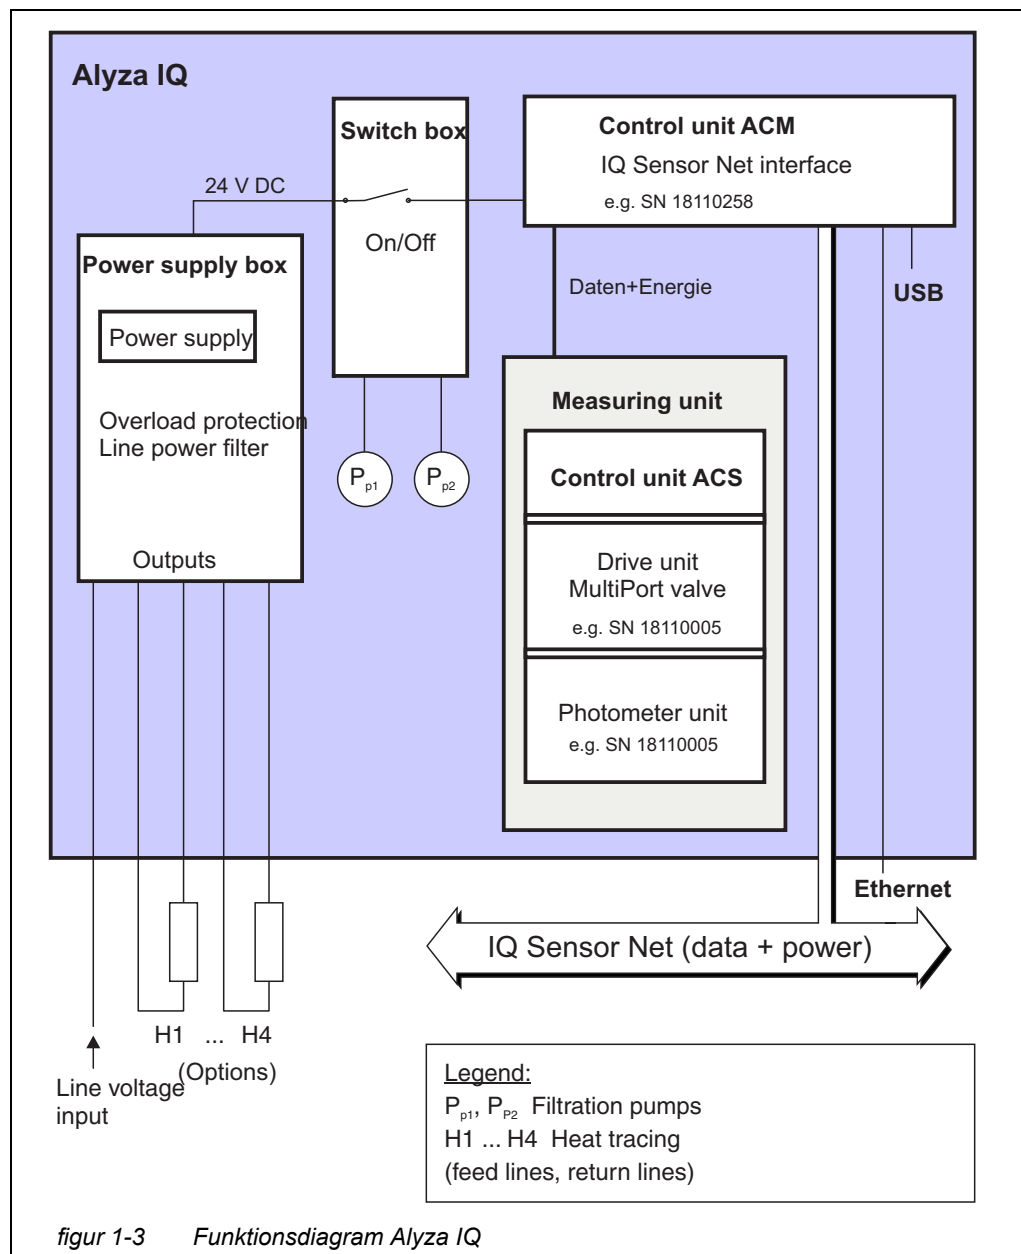 Alyza IQ
Switch box
On/Off
24 V DC
Control unit ACM
IQ Sensor Net interface
e.g. SN 18110258
Power supply box
Power supply
Overload protection
Line power filter
Outputs
Daten+Energie
USB
P p1
P p2
Measuring unit
Control unit ACS
Drive unit
MultiPort valve
e.g. SN 18110005
Photometer unit
e.g. SN 18110005
Ethernet
IQ Sensor Net (data + power)
H1 ... H4
(Options)
Line voltage
input
Legend:
Pp1, PP2 Filtration pumps
H1 ... H4 Heat tracing
(feed lines, return lines)
figur 1-3 Funktionsdiagram Alyza IQ